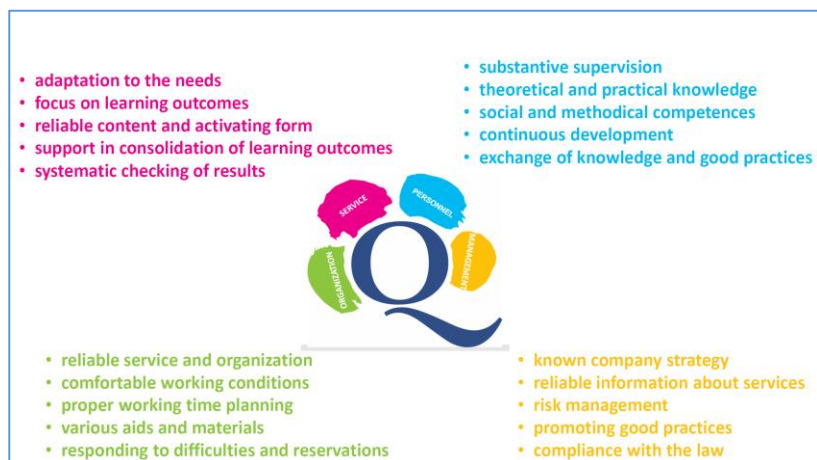 • adaptation to the needs
• focus on learning outcomes
• reliable content and activating form
• support in consolidation of learning outcomes
• systematic checking of results
• substantive supervision
• theoretical and practical knowledge
• social and methodical competences
• continuous development
• exchange of knowledge and good practices
SERVICE
PERSONNEL
ORGANIZATION
MANAGEMENT
Q
• reliable service and organization
• comfortable working conditions
• proper working time planning
• various aids and materials
• responding to difficulties and reservations
• known company strategy
• reliable information about services
• risk management
• promoting good practices
• compliance with the law